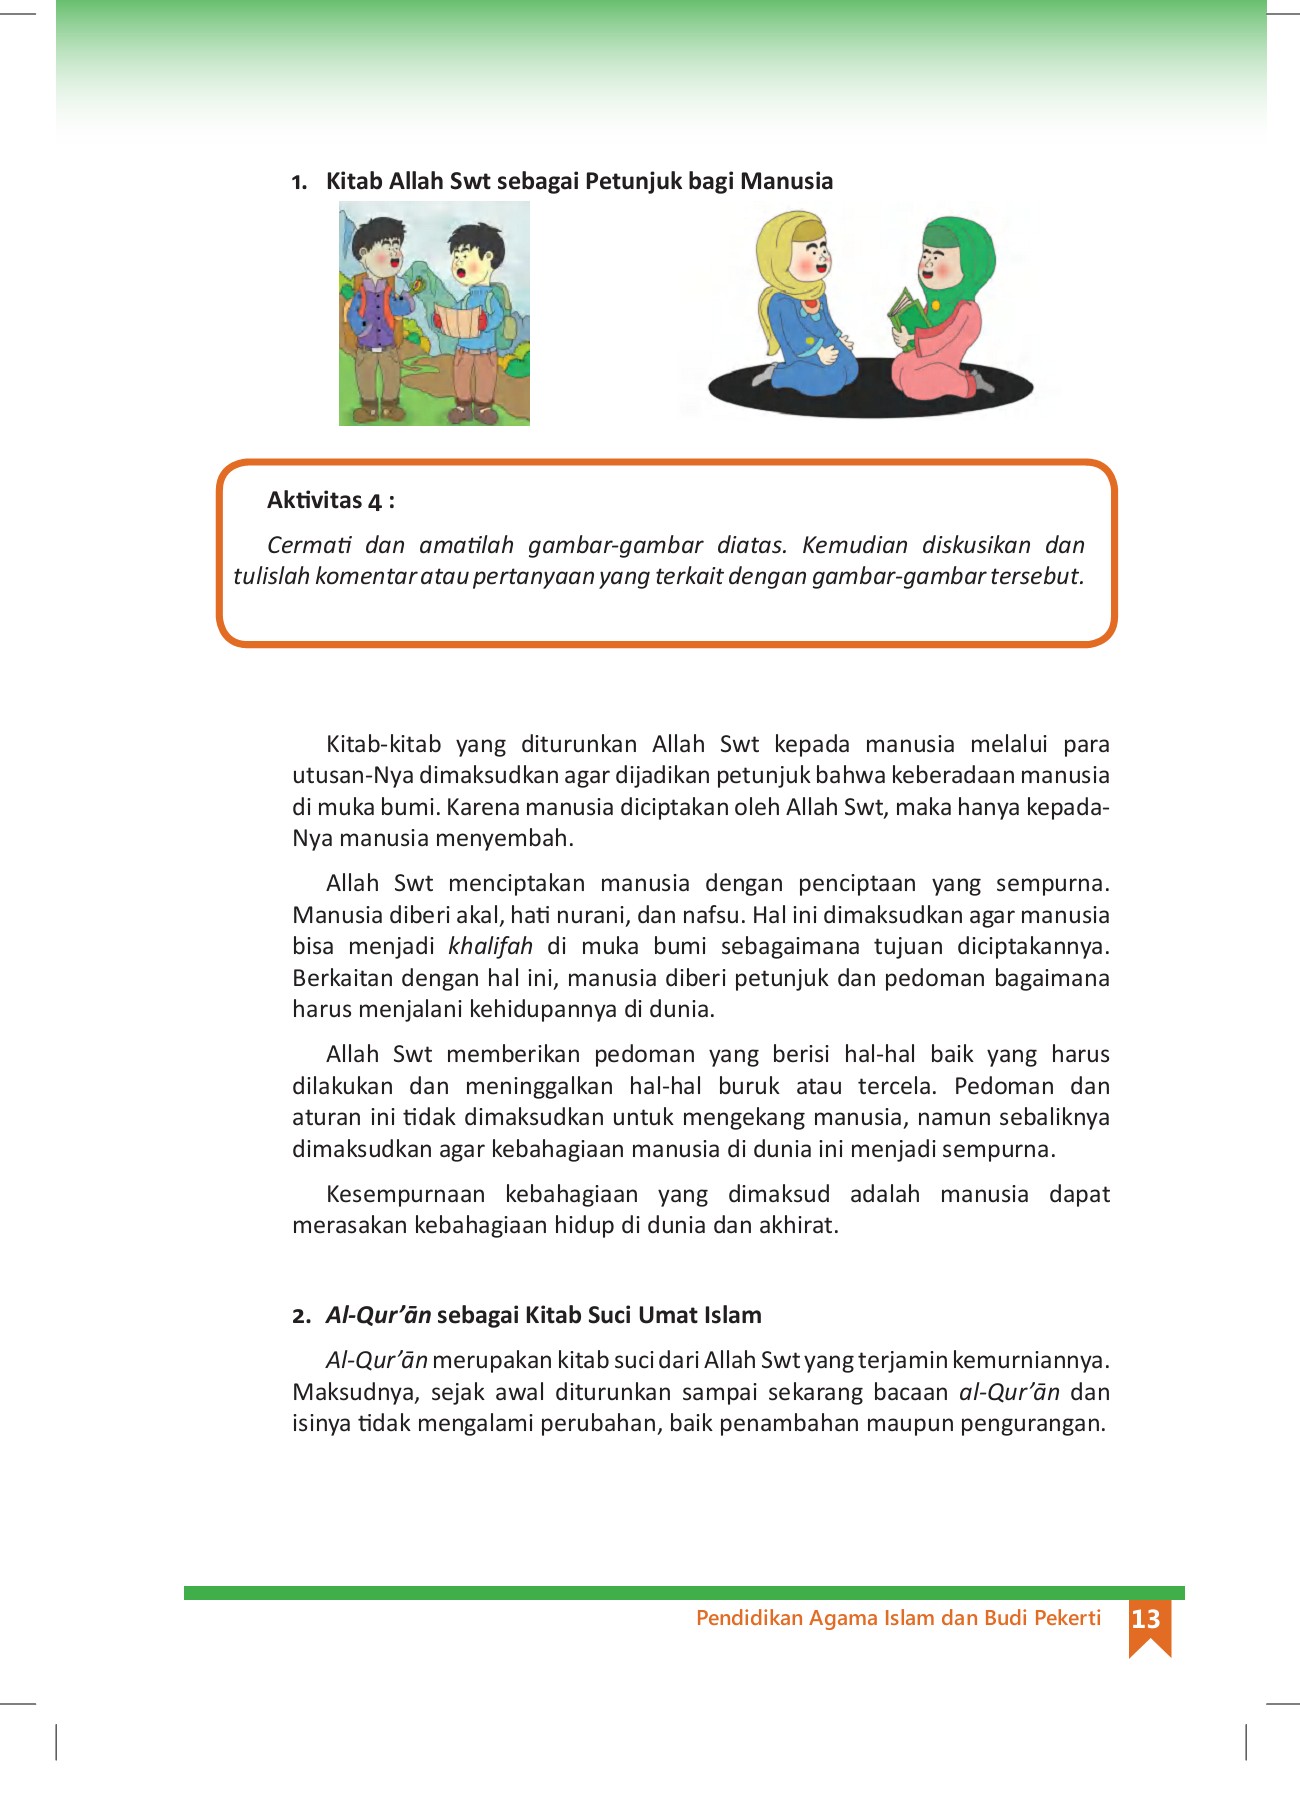 1. Kitab Allah Swt sebagai Petunjuk bagi Manusia
Aktivitas 4 :
Cermati dan amatilah gambar-gambar diatas. Kemudian diskusikan dan
tulislah komentar atau pertanyaan yang terkait dengan gambar-gambar tersebut.
Kitab-kitab yang diturunkan Allah Swt kepada manusia melalui para
utusan-Nya dimaksudkan agar dijadikan petunjuk bahwa keberadaan manusia
di muka bumi. Karena manusia diciptakan oleh Allah Swt, maka hanya kepada-
Nya manusia menyembah.
Allah Swt menciptakan manusia dengan penciptaan yang sempurna.
Manusia diberi akal, hati nurani, dan nafsu. Hal ini dimaksudkan agar manusia
bisa menjadi khalifah di muka bumi sebagaimana tujuan diciptakannya.
Berkaitan dengan hal ini, manusia diberi petunjuk dan pedoman bagaimana
harus menjalani kehidupannya di dunia.
Allah Swt memberikan pedoman yang berisi hal-hal baik yang harus
dilakukan dan meninggalkan hal-hal buruk atau tercela. Pedoman dan
aturan ini tidak dimaksudkan untuk mengekang manusia, namun sebaliknya
dimaksudkan agar kebahagiaan manusia di dunia ini menjadi sempurna.
Kesempurnaan kebahagiaan yang dimaksud adalah manusia dapat
merasakan kebahagiaan hidup di dunia dan akhirat.
2. Al-Qur’ān sebagai Kitab Suci Umat Islam
Al-Qur’ān merupakan kitab suci dari Allah Swt yang terjamin kemurniannya.
Maksudnya, sejak awal diturunkan sampai sekarang bacaan al-Qur’ān dan
isinya tidak mengalami perubahan, baik penambahan maupun pengurangan.
Pendidikan Agama Islam dan Budi Pekerti 13